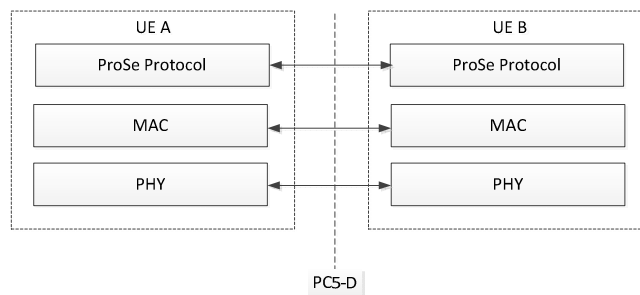 UE A
UE B
ProSe Protocol
ProSe Protocol
MAC
MAC
PHY
PHY
PC5-D